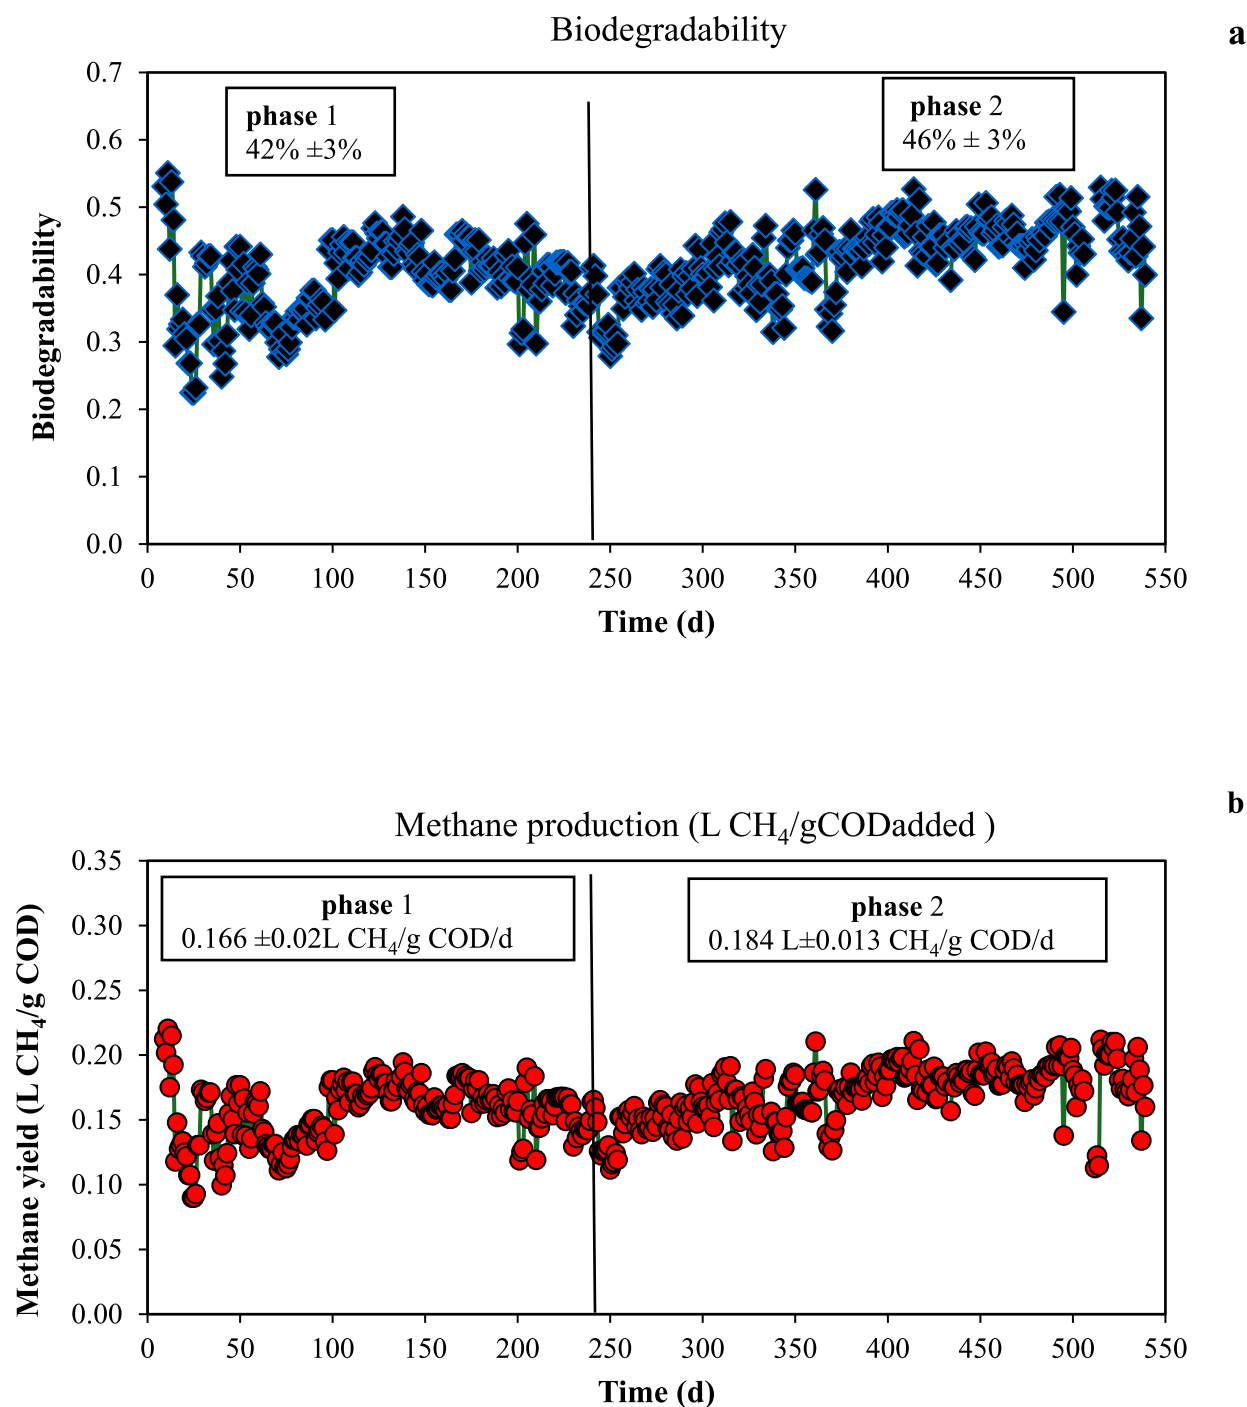 Biodegradability
a
0.7
0.6
0.5
0.4
0.3
0.2
0.1
0.0
Biodegradability
phase 1
42% ±3%
phase 2
46% ± 3%
0 50 100 150 200 250 300 350 400 450 500 550
Time (d)
b
Methane production (L CH₄/gCODadded )
0.35
0.30
0.25
0.20
0.15
0.10
0.05
0.00
Methane yield (L CH₄/g COD)
phase 1
0.166 ±0.02L CH₄/g COD/d
phase 2
0.184 L±0.013 CH₄/g COD/d
0 50 100 150 200 250 300 350 400 450 500 550
Time (d)